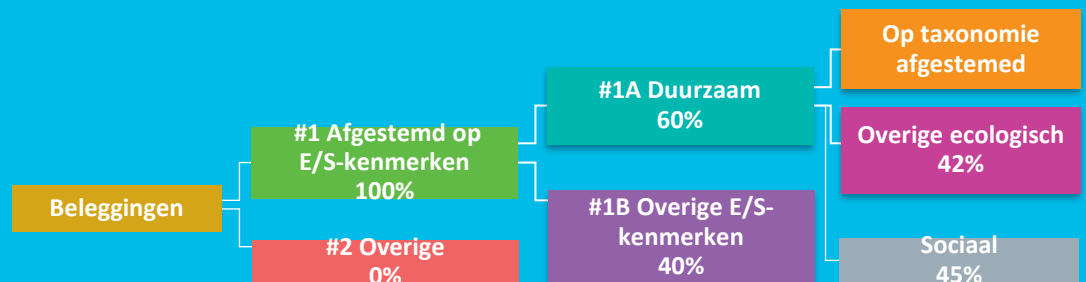 Beleggingen
#1 Afgestemd op
E/S-kenmerken
100%
#2 Overige
0%
#1A Duurzaam
60%
#1B Overige E/S-
kenmerken
40%
Op taxonomie
afgestemed
Overige ecologisch
42%
Sociaal
45%